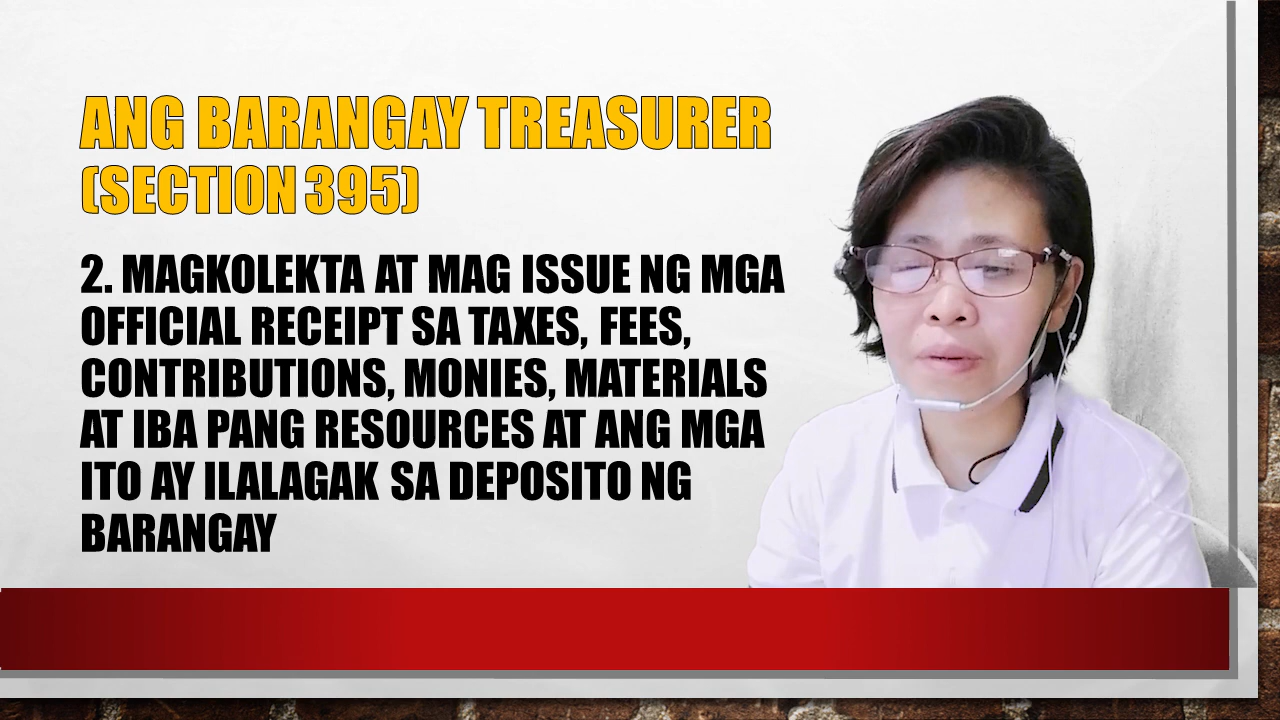 ANG BARANGAY TREASURER
(SECTION 395)
2. MAGKOLEKTA AT MAG ISSUE NG MGA
OFFICIAL RECEIPT SA TAXES, FEES,
CONTRIBUTIONS, MONIES, MATERIALS
AT IBA PANG RESOURCES AT ANG MGA
ITO AY ILALAGAK SA DEPOSITO NG
BARANGAY